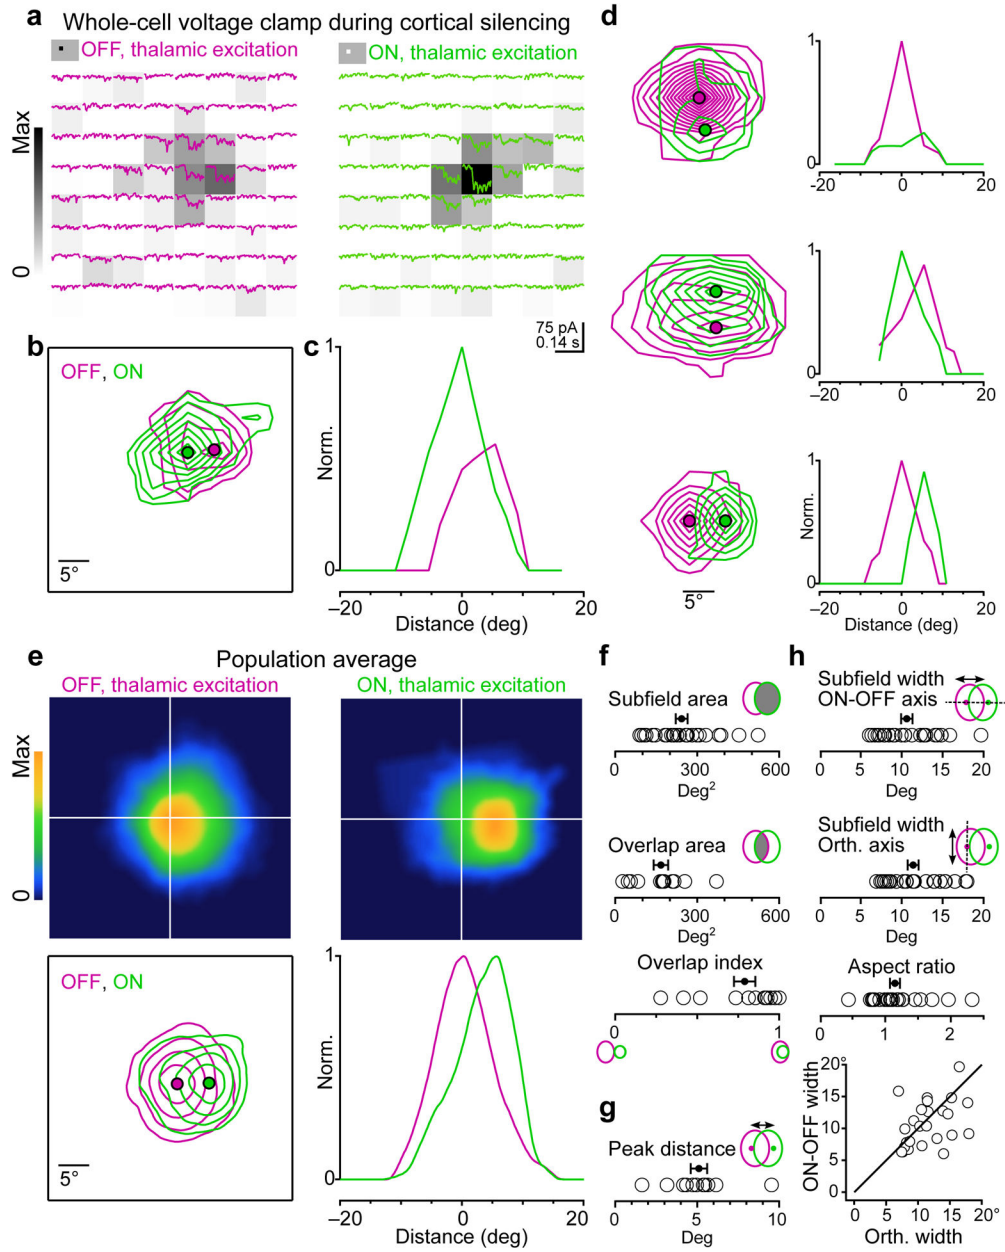 a Whole-cell voltage clamp during cortical silencing
OFF, thalamic excitation
ON, thalamic excitation
Max
0
75 pA
0.14 s
b
OFF, ON
5°
c
1
Norm.
0
–20 0 20
Distance (deg)
d
1
0
–20 0 20
1
0
–20 0 20
1
Norm.
0
–20 0 20
Distance (deg)
5°
e Population average
OFF, thalamic excitation
ON, thalamic excitation
Max
0
OFF, ON
5°
1
Norm.
0
–20 0 20
Distance (deg)
f
Subfield area
0 300 600
Deg²
Overlap area
0 300 600
Deg²
Overlap index
0 1
g
Peak distance
0 5 10
Deg
h
Subfield width
ON-OFF axis
0 5 10 15 20
Deg
Subfield width
Orth. axis
0 5 10 15 20
Deg
Aspect ratio
0 1 2
ON-OFF width
20°
15
10
5
0
0 5 10 15 20°
Orth. width